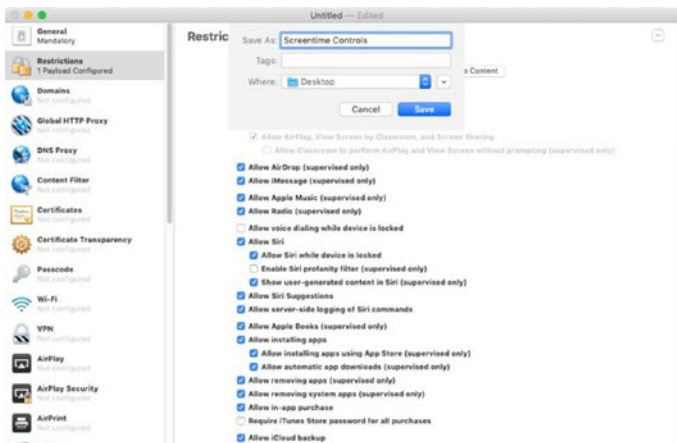 Untitled — Edited
General
Mandatory
Restrictions
1 Payload Configured
Domains
Not configured
Global HTTP Proxy
Not configured
DNS Proxy
Not configured
Content Filter
Not configured
Certificates
Not configured
Certificate Transparency
Not configured
Passcode
Not configured
Wi-Fi
Not configured
VPN
Not configured
AirPlay
Not configured
AirPlay Security
Not configured
AirPrint
Not configured
Restric
Save As: Screentime Controls
Tags:
Where: Desktop
Cancel Save
s Content
Allow AirPlay, View Screen by Classroom, and Screen Sharing
Allow Classroom to perform AirPlay and View Screen without prompting (supervised only)
Allow AirDrop (supervised only)
Allow iMessage (supervised only)
Allow Apple Music (supervised only)
Allow Radio (supervised only)
Allow voice dialing while device is locked
Allow Siri
Allow Siri while device is locked
Enable Siri profanity filter (supervised only)
Show user-generated content in Siri (supervised only)
Allow Siri Suggestions
Allow server-side logging of Siri commands
Allow Apple Books (supervised only)
Allow installing apps
Allow installing apps using App Store (supervised only)
Allow automatic app downloads (supervised only)
Allow removing apps (supervised only)
Allow removing system apps (supervised only)
Allow in-app purchase
Require iTunes Store password for all purchases
Allow iCloud backup